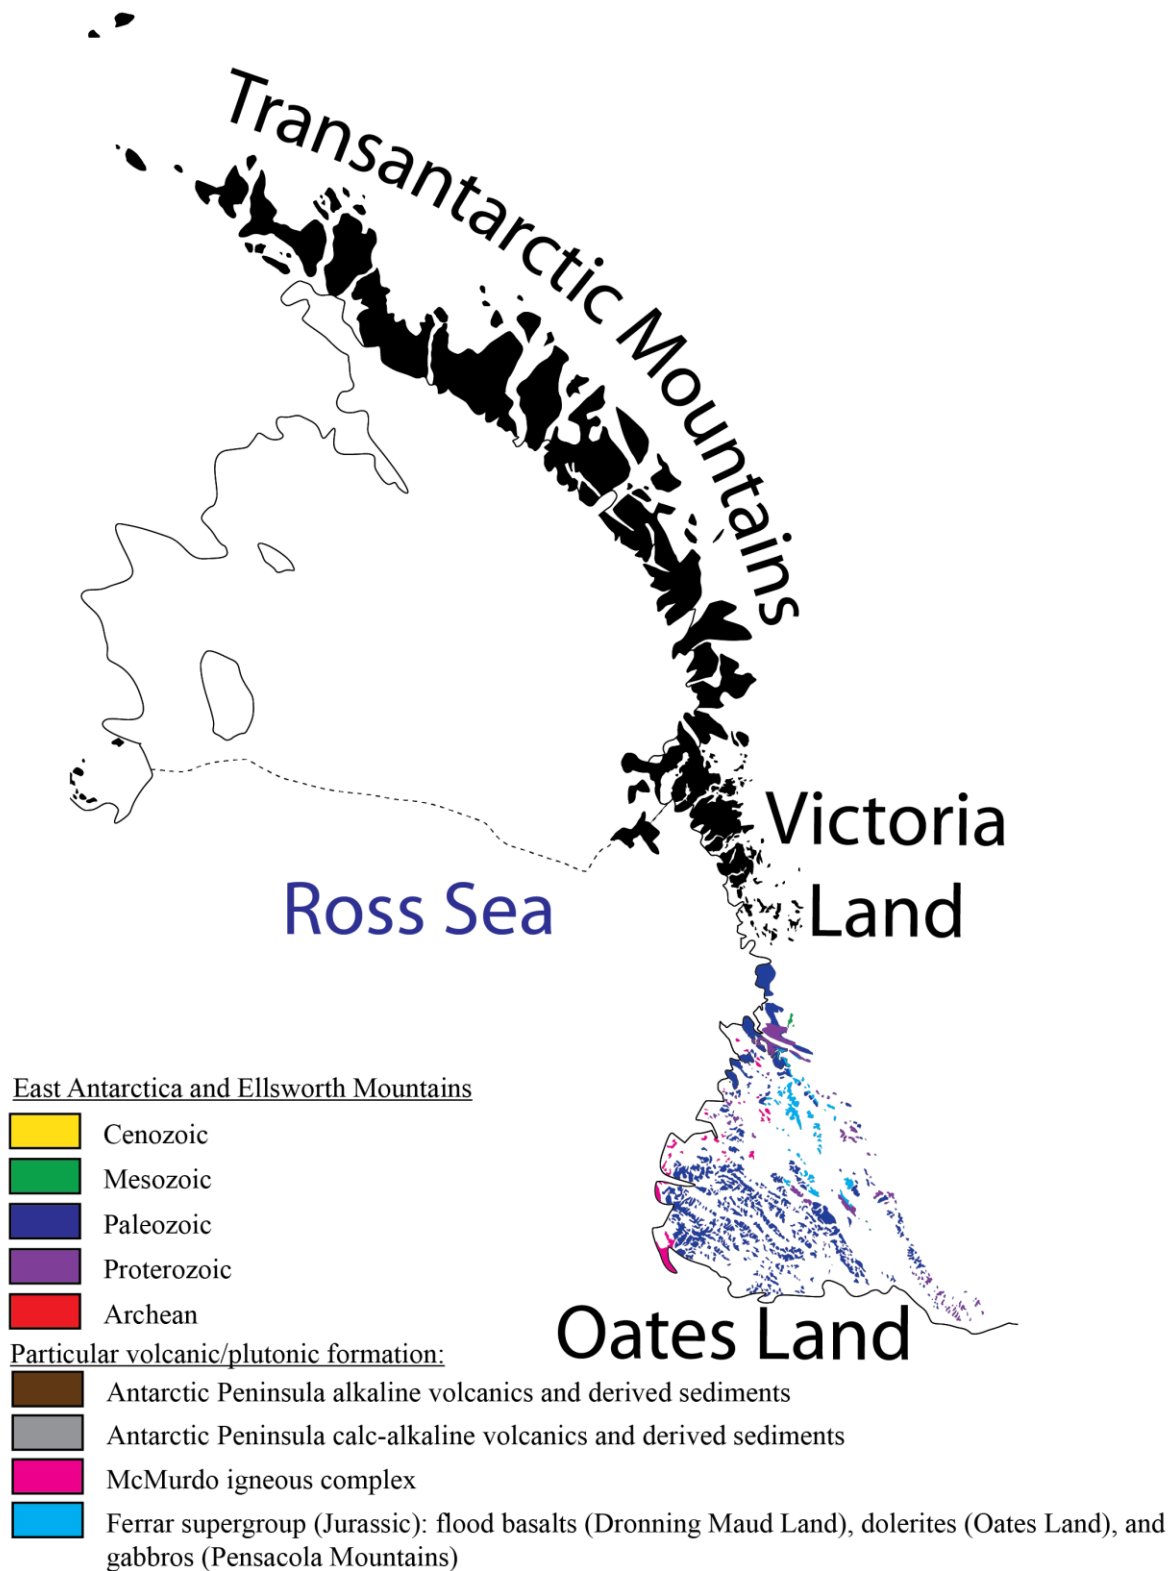 Transantarctic Mountains
Victoria
Land
Ross Sea
Oates Land
East Antarctica and Ellsworth Mountains
Cenozoic
Mesozoic
Paleozoic
Proterozoic
Archean
Particular volcanic/plutonic formation:
Antarctic Peninsula alkaline volcanics and derived sediments
Antarctic Peninsula calc-alkaline volcanics and derived sediments
McMurdo igneous complex
Ferrar supergroup (Jurassic): flood basalts (Dronning Maud Land), dolerites (Oates Land), and
gabbros (Pensacola Mountains)